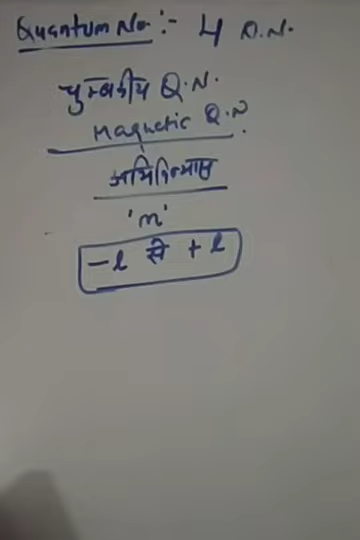 Quantum No :- 4 Q.N.
चुम्बकीय Q.N.
Magnetic Q.N.
अभिविन्यास
'm'
-l से +l